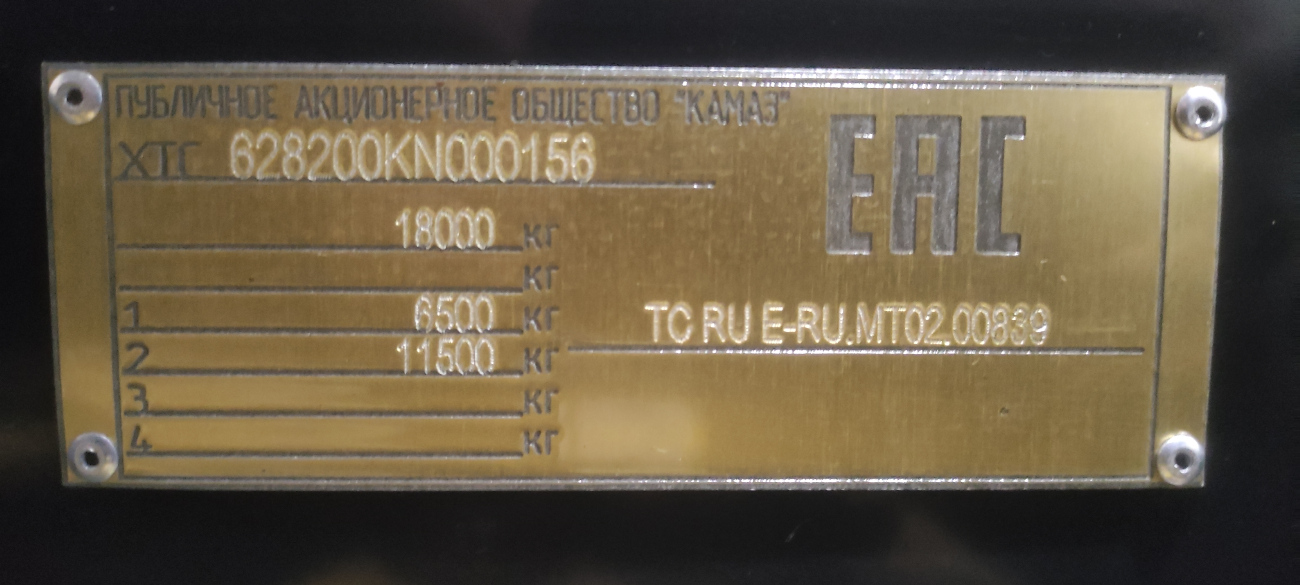 ПУБЛИЧНОЕ АКЦИОНЕРНОЕ ОБЩЕСТВО "КАМАЗ"
XTC 628200KN000156
EAC
18000 кг
кг
1 6500 кг
TC RU E-RU.MT02.00839
2 11500 кг
3 кг
4 кг